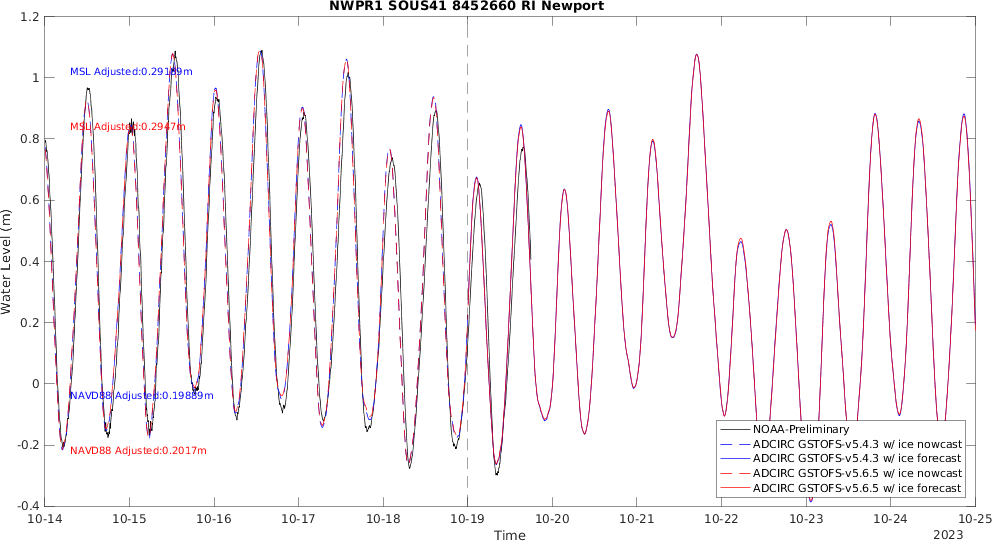 NWPR1 SOUS41 8452660 RI Newport
1.2
1
0.8
0.6
0.4
0.2
0
-0.2
-0.4
Water Level (m)
MSL Adjusted:0.29189m
MSL Adjusted:0.2947m
NAVD88 Adjusted:0.19889m
NAVD88 Adjusted:0.2017m
NOAA-Preliminary
ADCIRC GSTOFS-v5.4.3 w/ ice nowcast
ADCIRC GSTOFS-v5.4.3 w/ ice forecast
ADCIRC GSTOFS-v5.6.5 w/ ice nowcast
ADCIRC GSTOFS-v5.6.5 w/ ice forecast
10-14 10-15 10-16 10-17 10-18 10-19 10-20 10-21 10-22 10-23 10-24 10-25
Time
2023